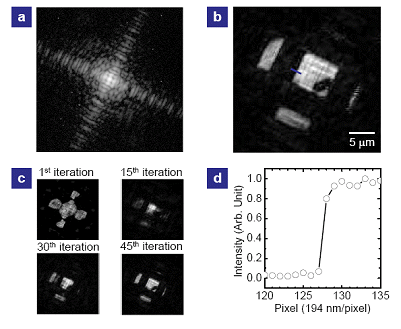 a
b
5 μm
c
1st iteration
15th iteration
30th iteration
45th iteration
d
Intensity (Arb. Unit)
1.0
0.8
0.6
0.4
0.2
0.0
120 125 130 135
Pixel (194 nm/pixel)